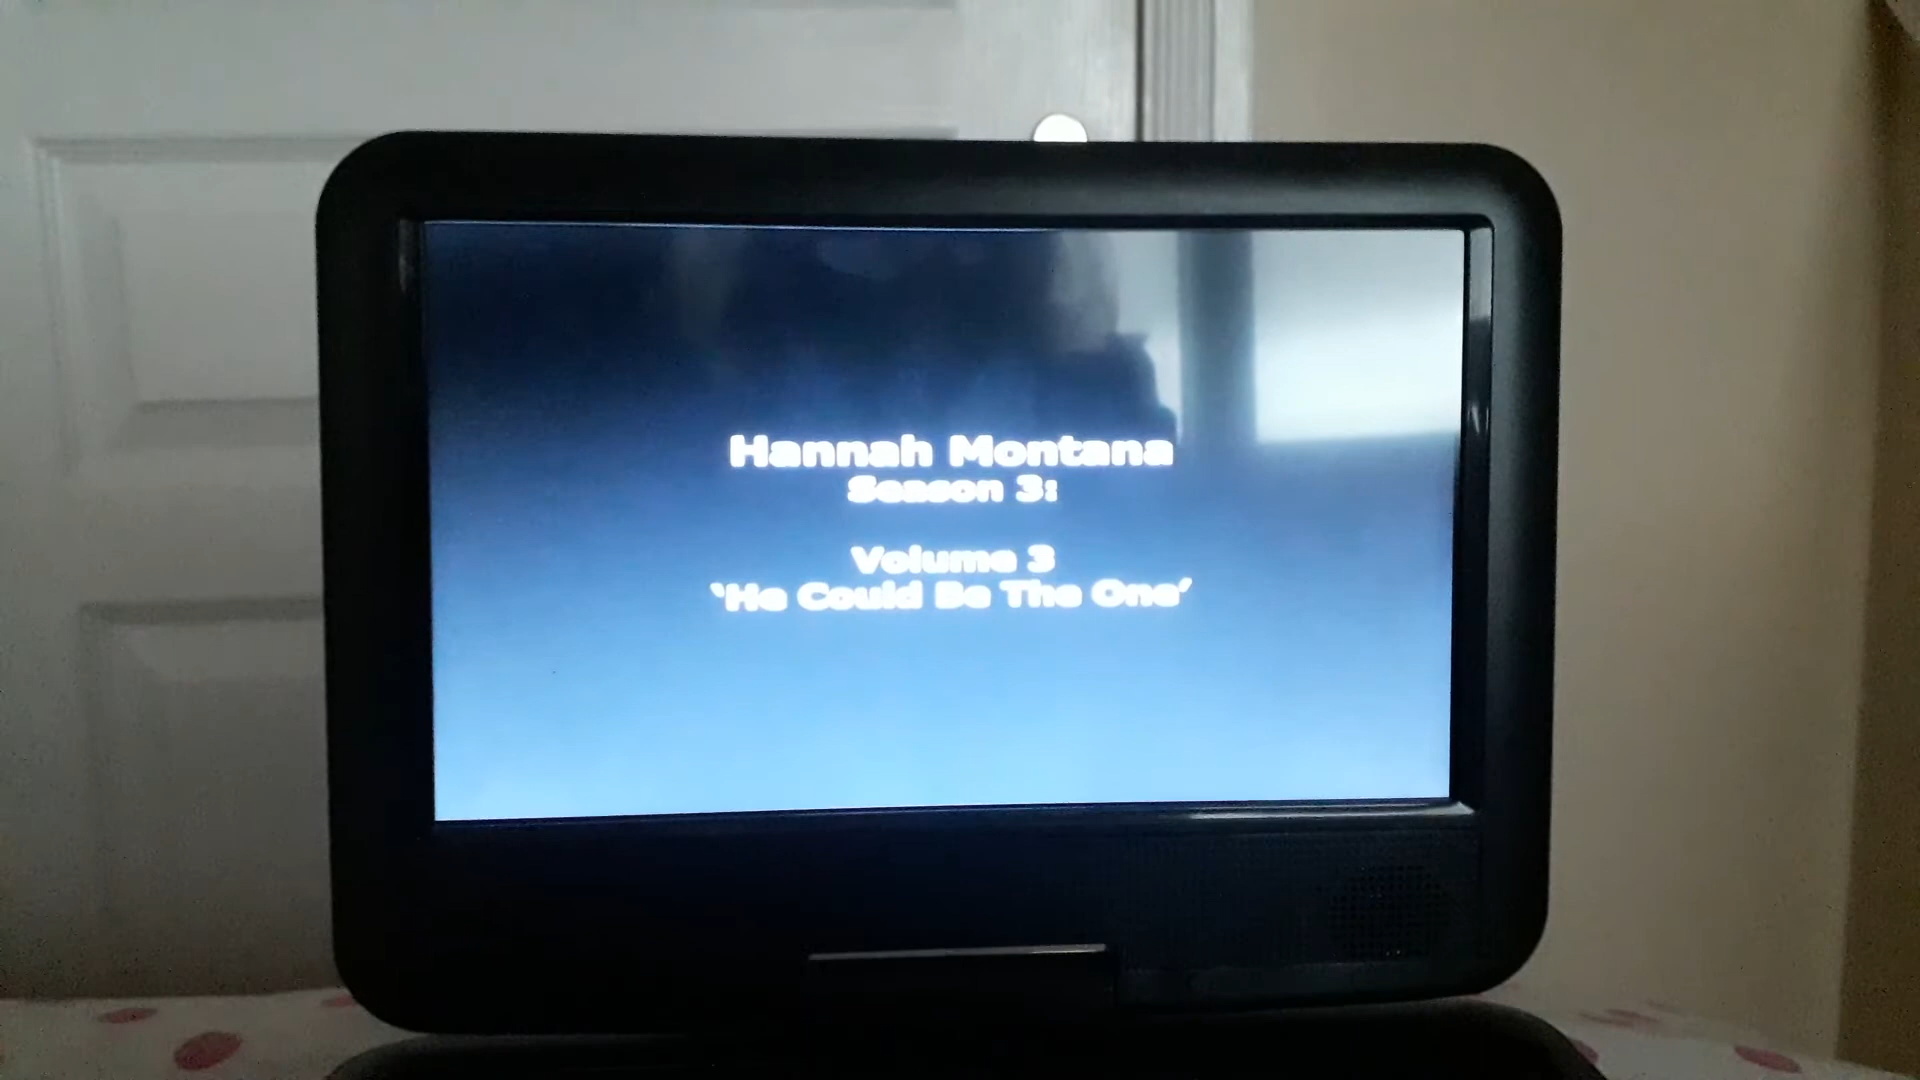 Hannah Montana
Season 3:
Volume 3
‘He Could Be The One’